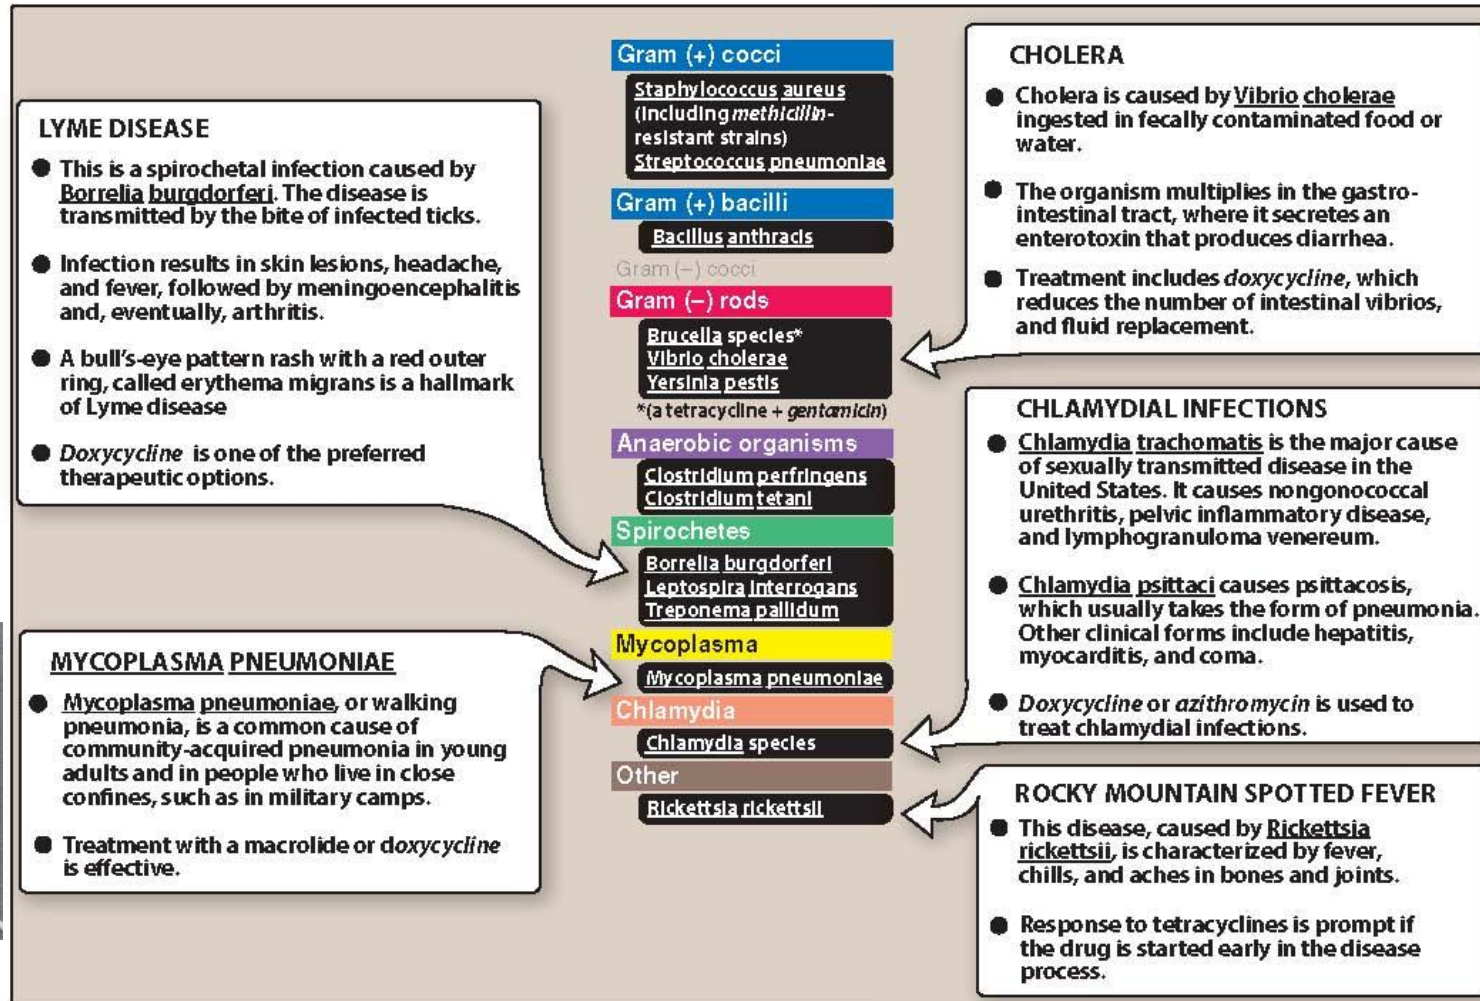 LYME DISEASE
● This is a spirochetal infection caused by
Borrelia burgdorferi. The disease is
transmitted by the bite of infected ticks.
● Infection results in skin lesions, headache,
and fever, followed by meningoencephalitis
and, eventually, arthritis.
● A bull's-eye pattern rash with a red outer
ring, called erythema migrans is a hallmark
of Lyme disease
● Doxycycline is one of the preferred
therapeutic options.
MYCOPLASMA PNEUMONIAE
● Mycoplasma pneumoniae, or walking
pneumonia, is a common cause of
community-acquired pneumonia in young
adults and in people who live in close
confines, such as in military camps.
● Treatment with a macrolide or doxycycline
is effective.
Gram (+) cocci
Staphylococcus aureus
(including methicillin-
resistant strains)
Streptococcus pneumoniae
Gram (+) bacilli
Bacillus anthracis
Gram (−) cocci
Gram (−) rods
Brucella species*
Vibrio cholerae
Yersinia pestis
*(a tetracycline + gentamicin)
Anaerobic organisms
Clostridium perfringens
Clostridium tetani
Spirochetes
Borrelia burgdorferi
Leptospira interrogans
Treponema pallidum
Mycoplasma
Mycoplasma pneumoniae
Chlamydia
Chlamydia species
Other
Rickettsia rickettsii
CHOLERA
● Cholera is caused by Vibrio cholerae
ingested in fecally contaminated food or
water.
● The organism multiplies in the gastro-
intestinal tract, where it secretes an
enterotoxin that produces diarrhea.
● Treatment includes doxycycline, which
reduces the number of intestinal vibrios,
and fluid replacement.
CHLAMYDIAL INFECTIONS
● Chlamydia trachomatis is the major cause
of sexually transmitted disease in the
United States. It causes nongonococcal
urethritis, pelvic inflammatory disease,
and lymphogranuloma venereum.
● Chlamydia psittaci causes psittacosis,
which usually takes the form of pneumonia.
Other clinical forms include hepatitis,
myocarditis, and coma.
● Doxycycline or azithromycin is used to
treat chlamydial infections.
ROCKY MOUNTAIN SPOTTED FEVER
● This disease, caused by Rickettsia
rickettsii, is characterized by fever,
chills, and aches in bones and joints.
● Response to tetracyclines is prompt if
the drug is started early in the disease
process.